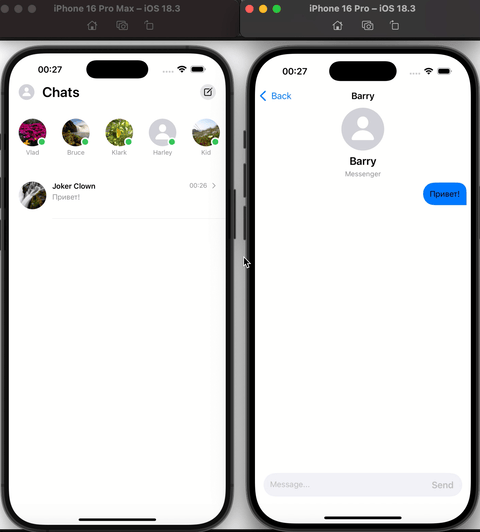 iPhone 16 Pro Max – iOS 18.3
00:27
Chats
Vlad
Bruce
Klark
Harley
Kid
Joker Clown
00:26
Привет!
iPhone 16 Pro – iOS 18.3
00:27
Back
Barry
Barry
Messenger
Привет!
Message...
Send